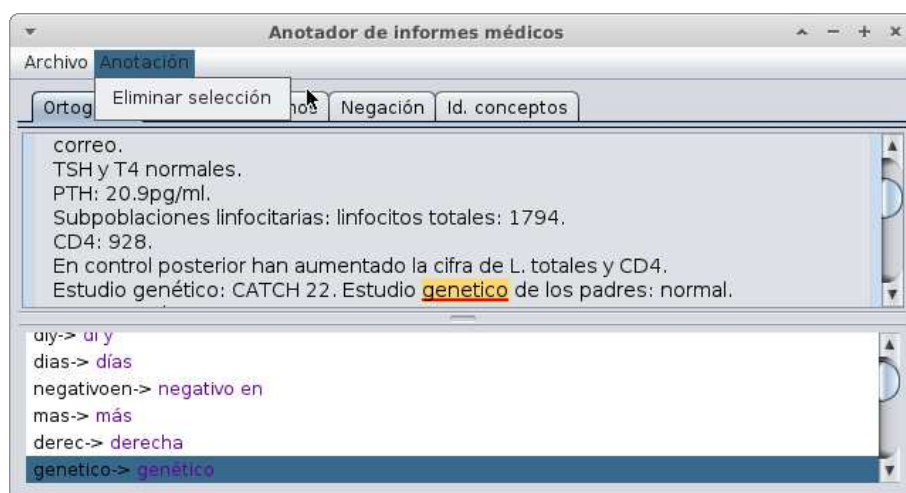 Anotador de informes médicos
Archivo Anotación
Eliminar selección
Negación Id. conceptos
correo.
TSH y T4 normales.
PTH: 20.9pg/ml.
Subpoblaciones linfocitarias: linfocitos totales: 1794.
CD4: 928.
En control posterior han aumentado la cifra de L. totales y CD4.
Estudio genético: CATCH 22. Estudio genetico de los padres: normal.
diy-> di y
dias-> días
negativoen-> negativo en
mas-> más
derec-> derecha
genetico-> genético